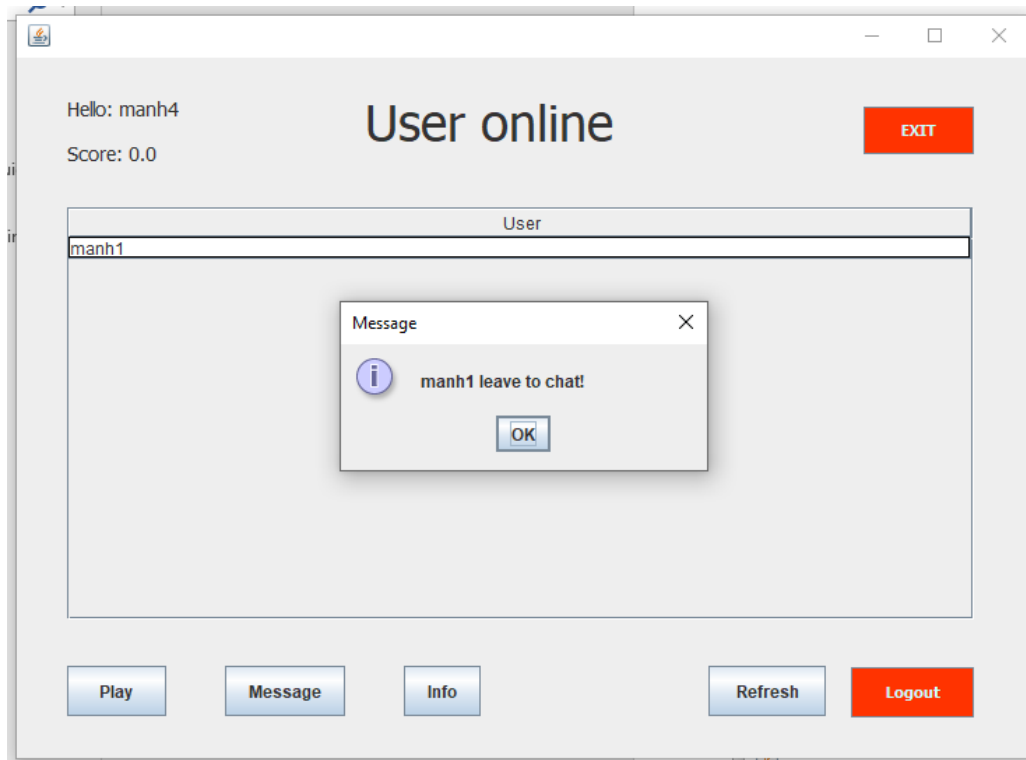 Hello: manh4
User online
EXIT
Score: 0.0
User
manh1
Message
manh1 leave to chat!
OK
Play
Message
Info
Refresh
Logout